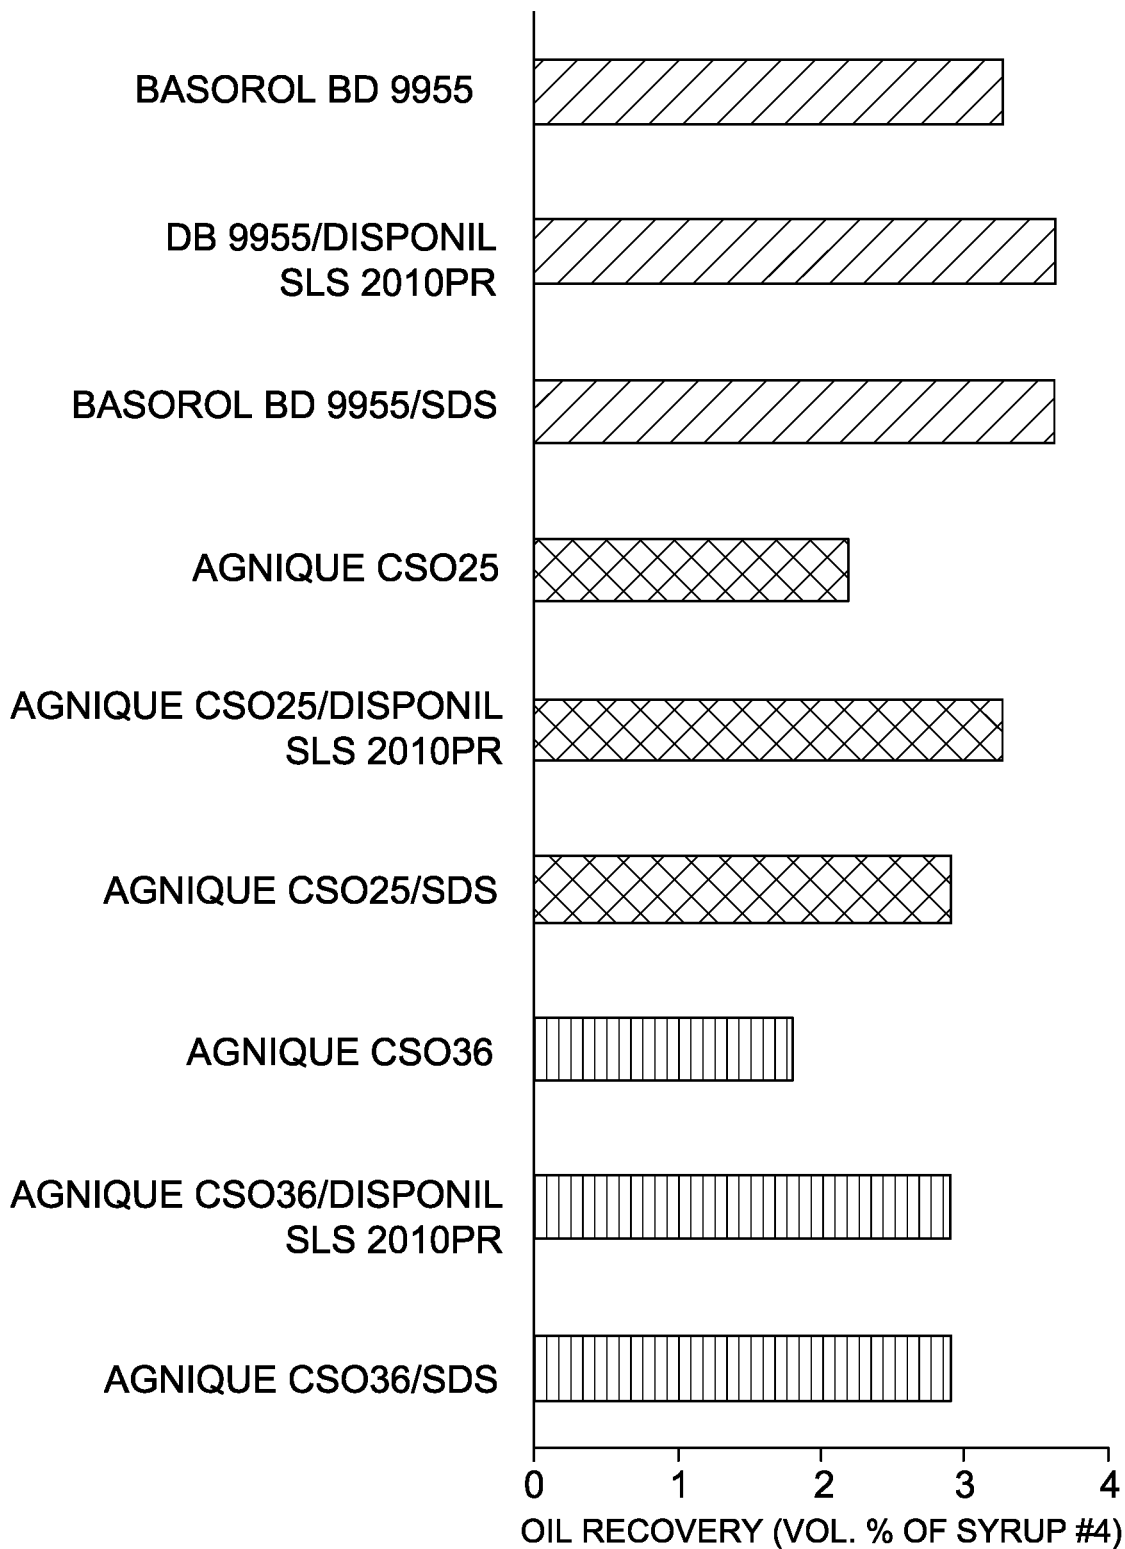 BASOROL BD 9955
DB 9955/DISPONIL
SLS 2010PR
BASOROL BD 9955/SDS
AGNIQUE CSO25
AGNIQUE CSO25/DISPONIL
SLS 2010PR
AGNIQUE CSO25/SDS
AGNIQUE CSO36
AGNIQUE CSO36/DISPONIL
SLS 2010PR
AGNIQUE CSO36/SDS
0 1 2 3 4
OIL RECOVERY (VOL. % OF SYRUP #4)